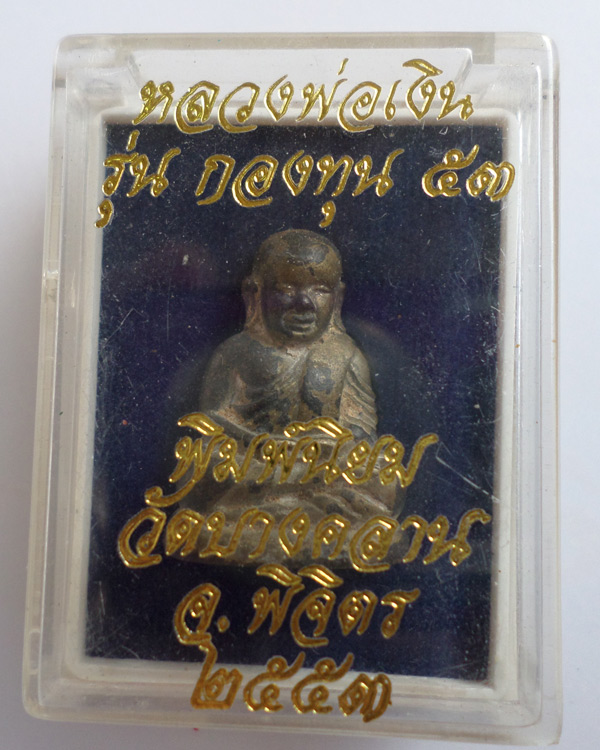 หลวงพ่อเงิน
รุ่น กองทุน ๕๓
พิมพ์นิยม
วัดบางคลาน
จ. พิจิตร
๒๕๕๓